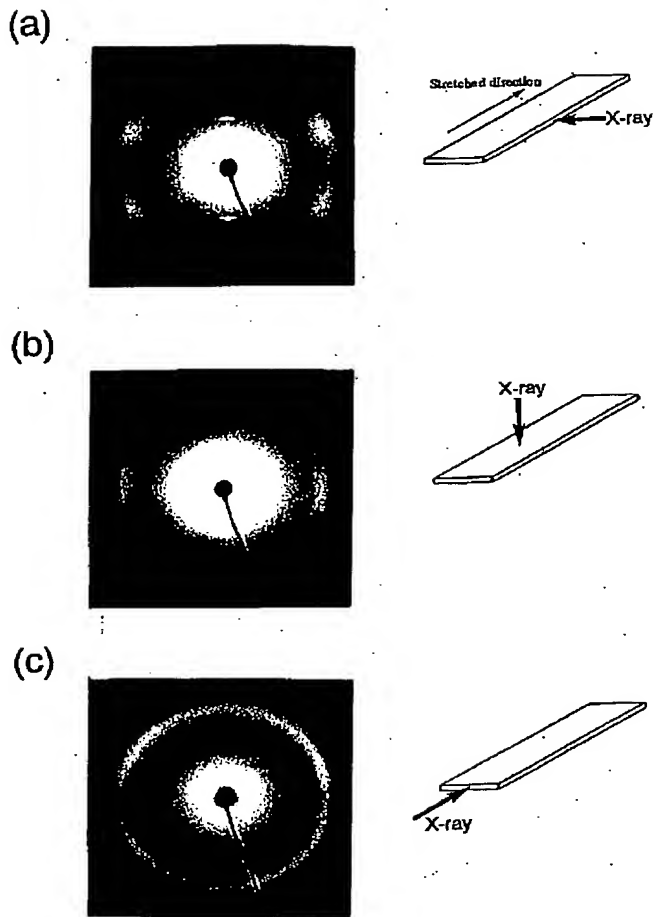 (a)
Stretched direction
X-ray
(b)
X-ray
(c)
X-ray